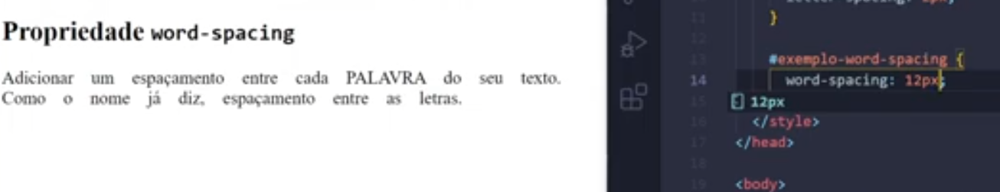 Propriedade word-spacing
Adicionar um espaçamento entre cada PALAVRA do seu texto.
Como o nome já diz, espaçamento entre as letras.
11 }
12
13 #exemplo-word-spacing {
14 word-spacing: 12px;
15 12px
16 </style>
17 </head>
18
19 <body>